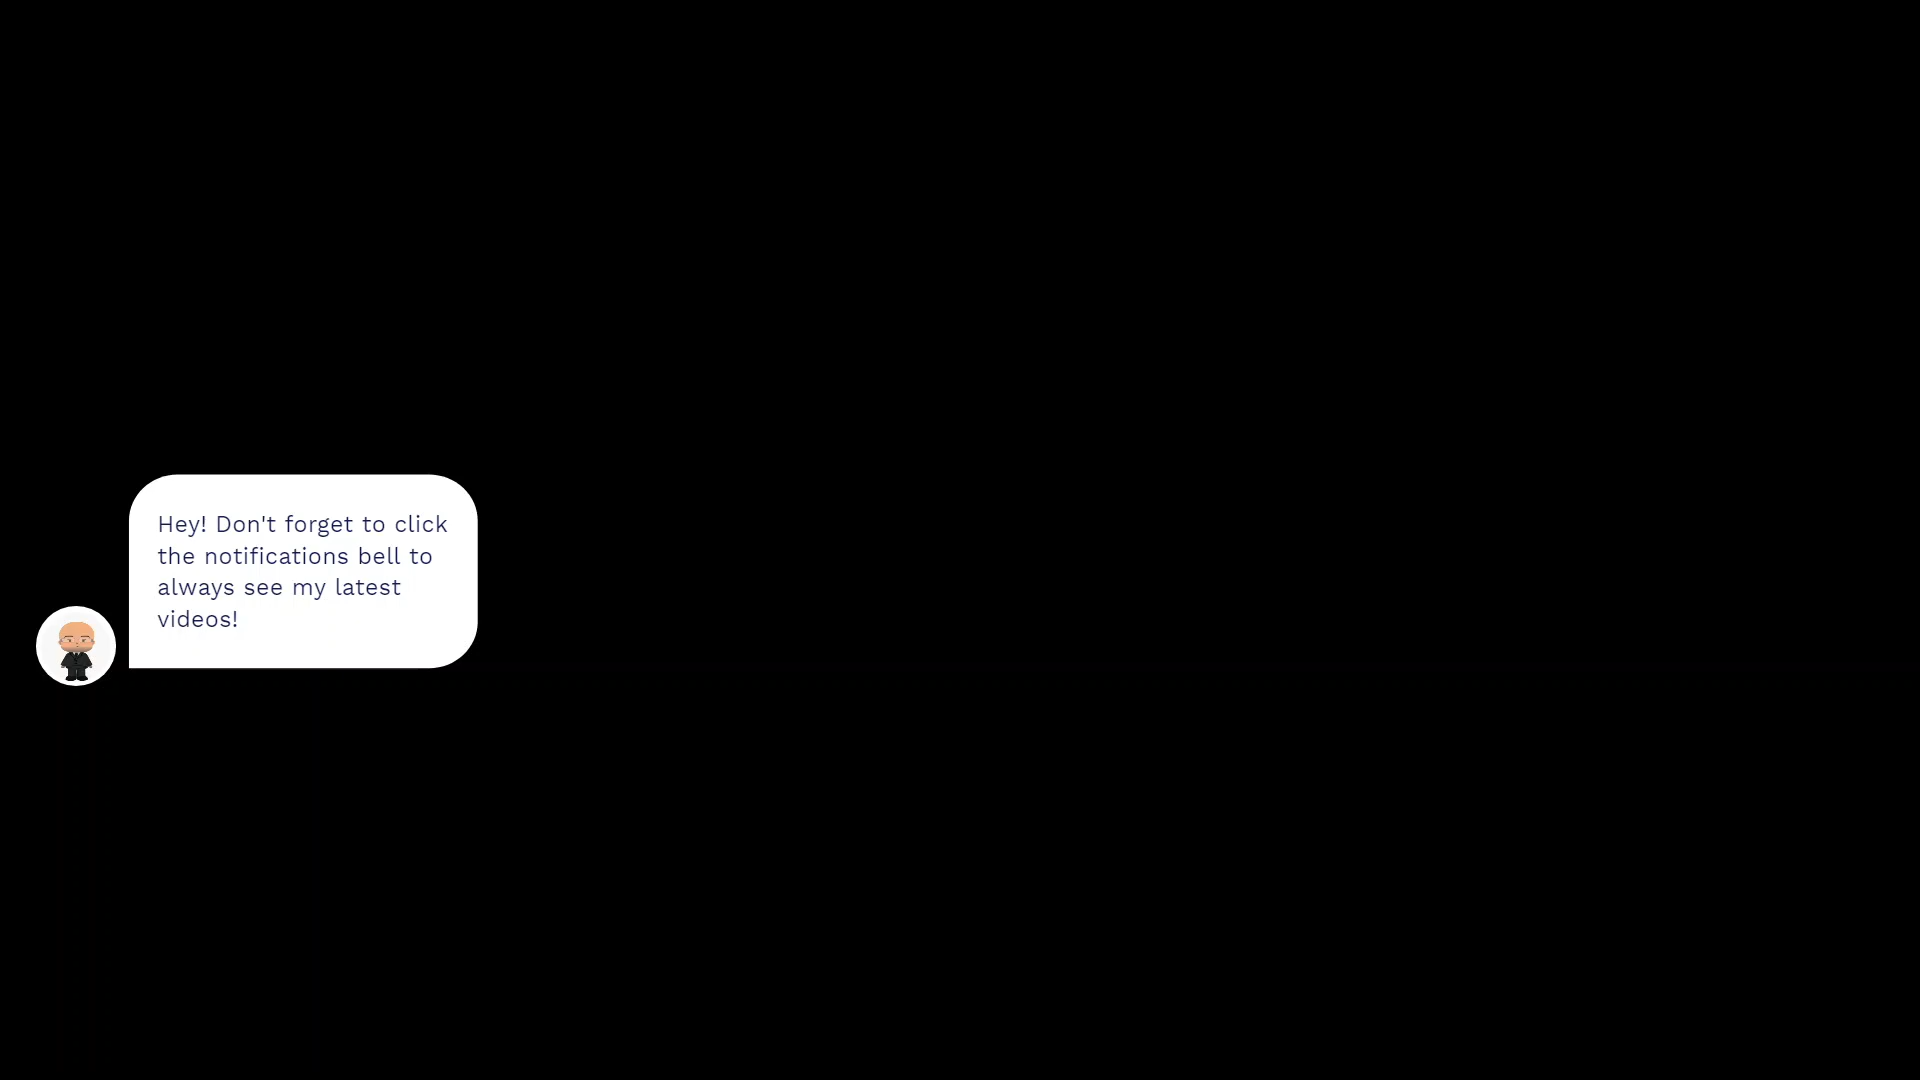 Hey! Don't forget to click
the notifications bell to
always see my latest
videos!